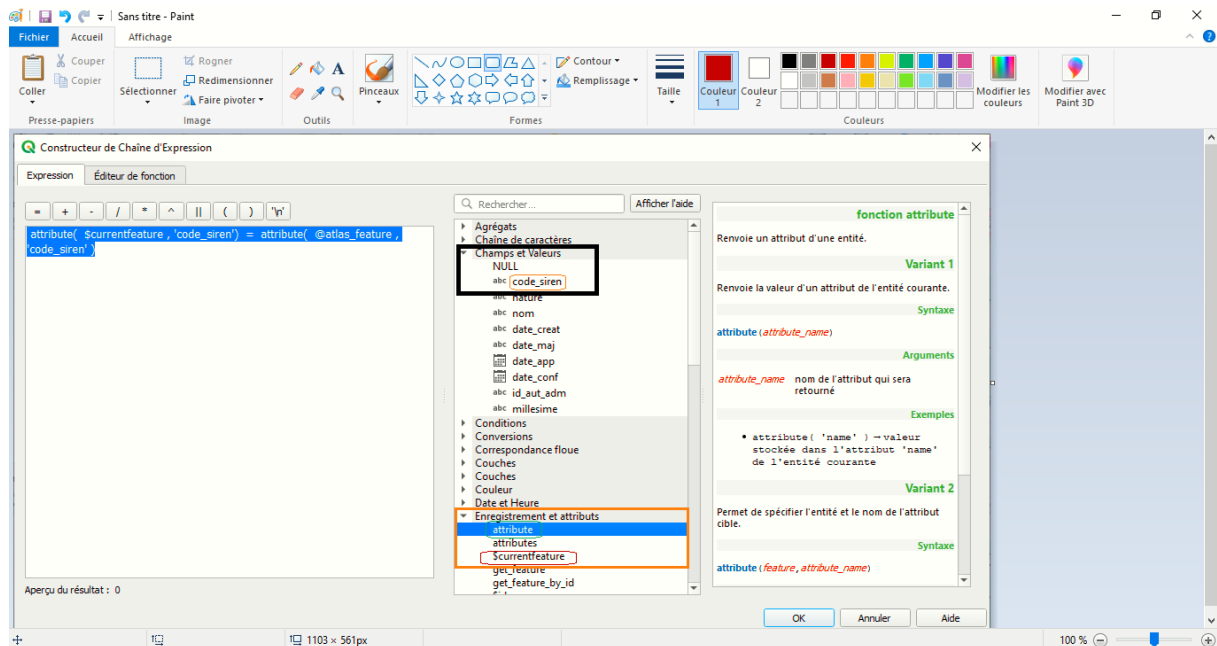 Sans titre - Paint
Fichier Accueil Affichage
Coller
Couper
Copier
Presse-papiers
Sélectionner
Rogner
Redimensionner
Faire pivoter
Image
A
Outils
Pinceaux
Contour
Remplissage
Formes
Taille
Couleur 1
Couleur 2
Modifier les couleurs
Couleurs
Modifier avec Paint 3D
Constructeur de Chaîne d'Expression
Expression Éditeur de fonction
= + - / * ^ || ( ) '\n'
attribute( $currentfeature , 'code_siren') = attribute( @atlas_feature ,
'code_siren' )
Aperçu du résultat : 0
Rechercher... Afficher l'aide
Agrégats
Chaîne de caractères
Champs et Valeurs
NULL
abc code_siren
abc nature
abc nom
abc date_creat
abc date_maj
date_app
date_conf
abc id_aut_adm
abc millesime
Conditions
Conversions
Correspondance floue
Couches
Couches
Couleur
Date et Heure
Enregistrement et attributs
attribute
attributes
$currentfeature
get_feature
get_feature_by_id
fonction attribute
Renvoie un attribut d'une entité.
Variant 1
Renvoie la valeur d'un attribut de l'entité courante.
Syntaxe
attribute(attribute_name)
Arguments
attribute_name nom de l'attribut qui sera
retourné
Exemples
• attribute( 'name' ) → valeur
stockée dans l'attribut 'name'
de l'entité courante
Variant 2
Permet de spécifier l'entité et le nom de l'attribut
cible.
Syntaxe
attribute(feature,attribute_name)
OK Annuler Aide
1103 × 561px
100 %